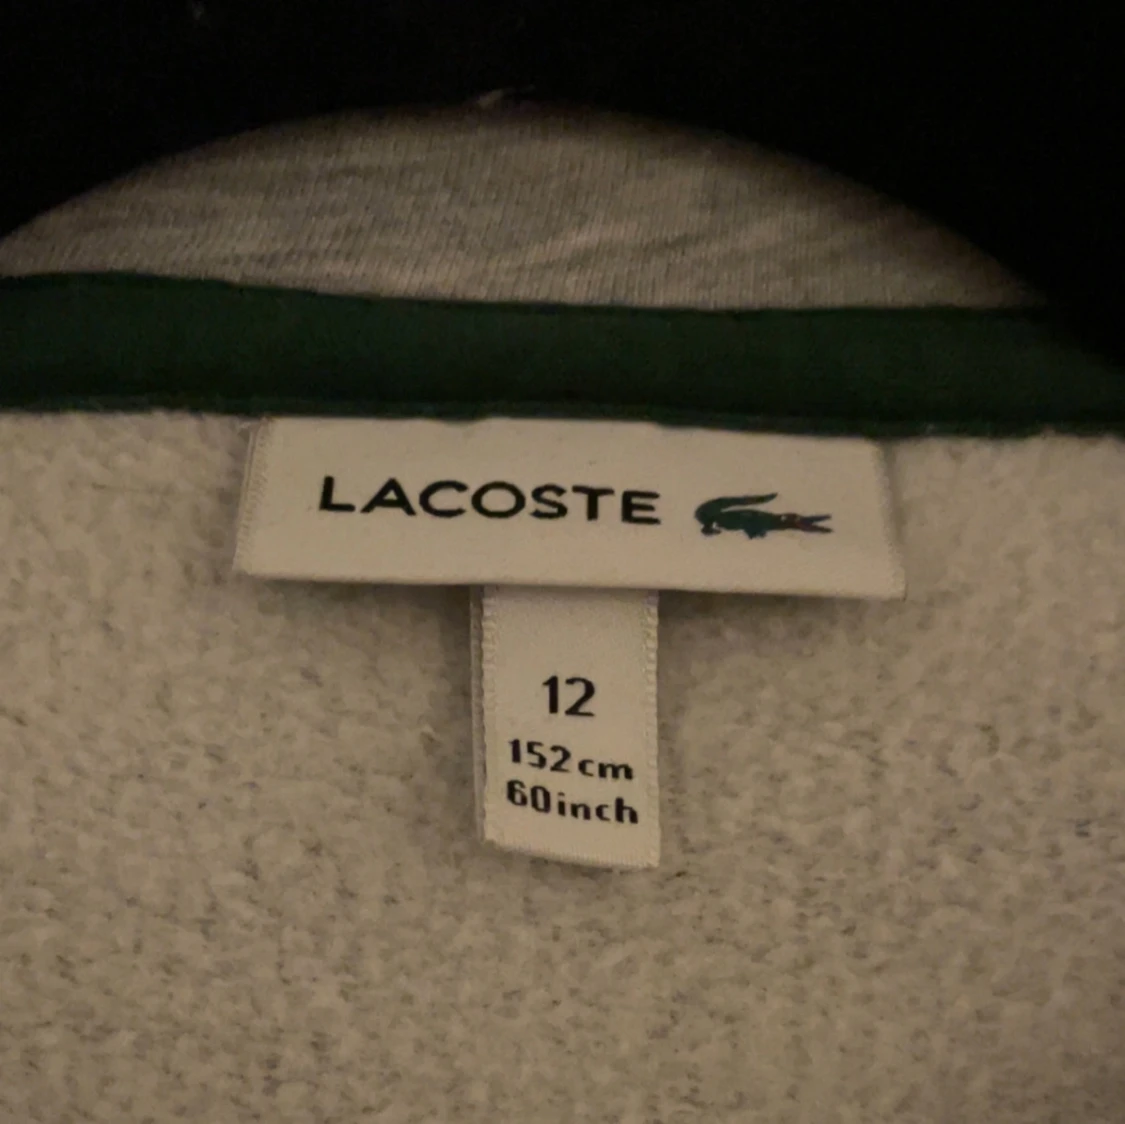 LACOSTE
12
152cm
60inch